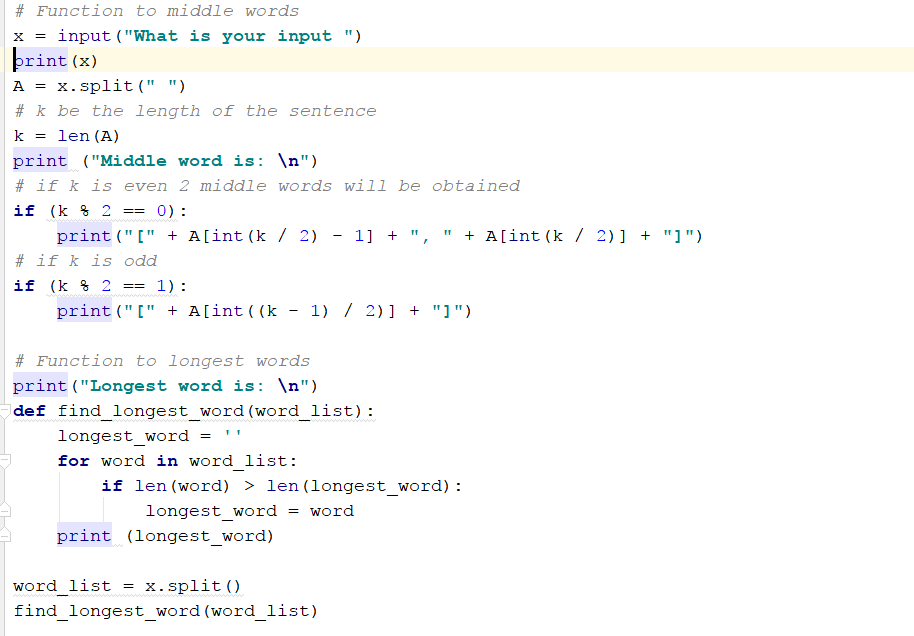 # Function to middle words
x = input("What is your input ")
print(x)
A = x.split(" ")
# k be the length of the sentence
k = len(A)
print ("Middle word is: \n")
# if k is even 2 middle words will be obtained
if (k % 2 == 0):
    print("[" + A[int(k / 2) - 1] + ", " + A[int(k / 2)] + "]")
# if k is odd
if (k % 2 == 1):
    print("[" + A[int((k - 1) / 2)] + "]")

# Function to longest words
print("Longest word is: \n")
def find_longest_word(word_list):
    longest_word = ''
    for word in word_list:
        if len(word) > len(longest_word):
            longest_word = word
    print (longest_word)

word_list = x.split()
find_longest_word(word_list)